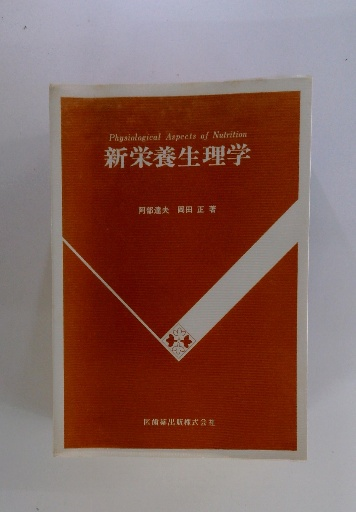 Physiological Aspects of Nutrition
新栄養生理学
阿部達夫 岡田 正 著
医歯薬出版株式会社